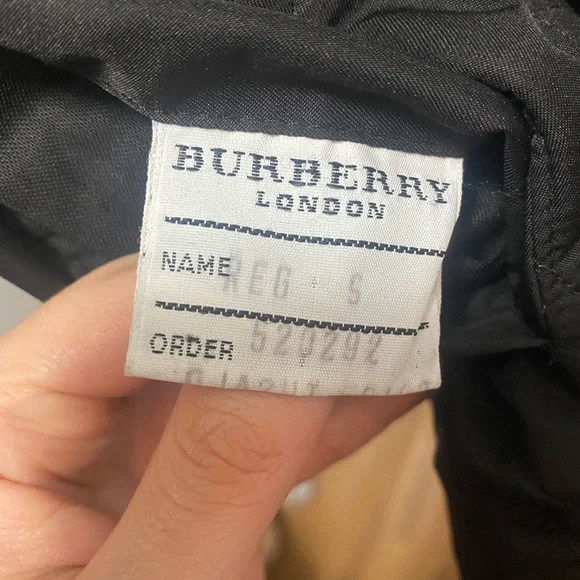 BURBERRY
LONDON
NAME REG S
ORDER 520292